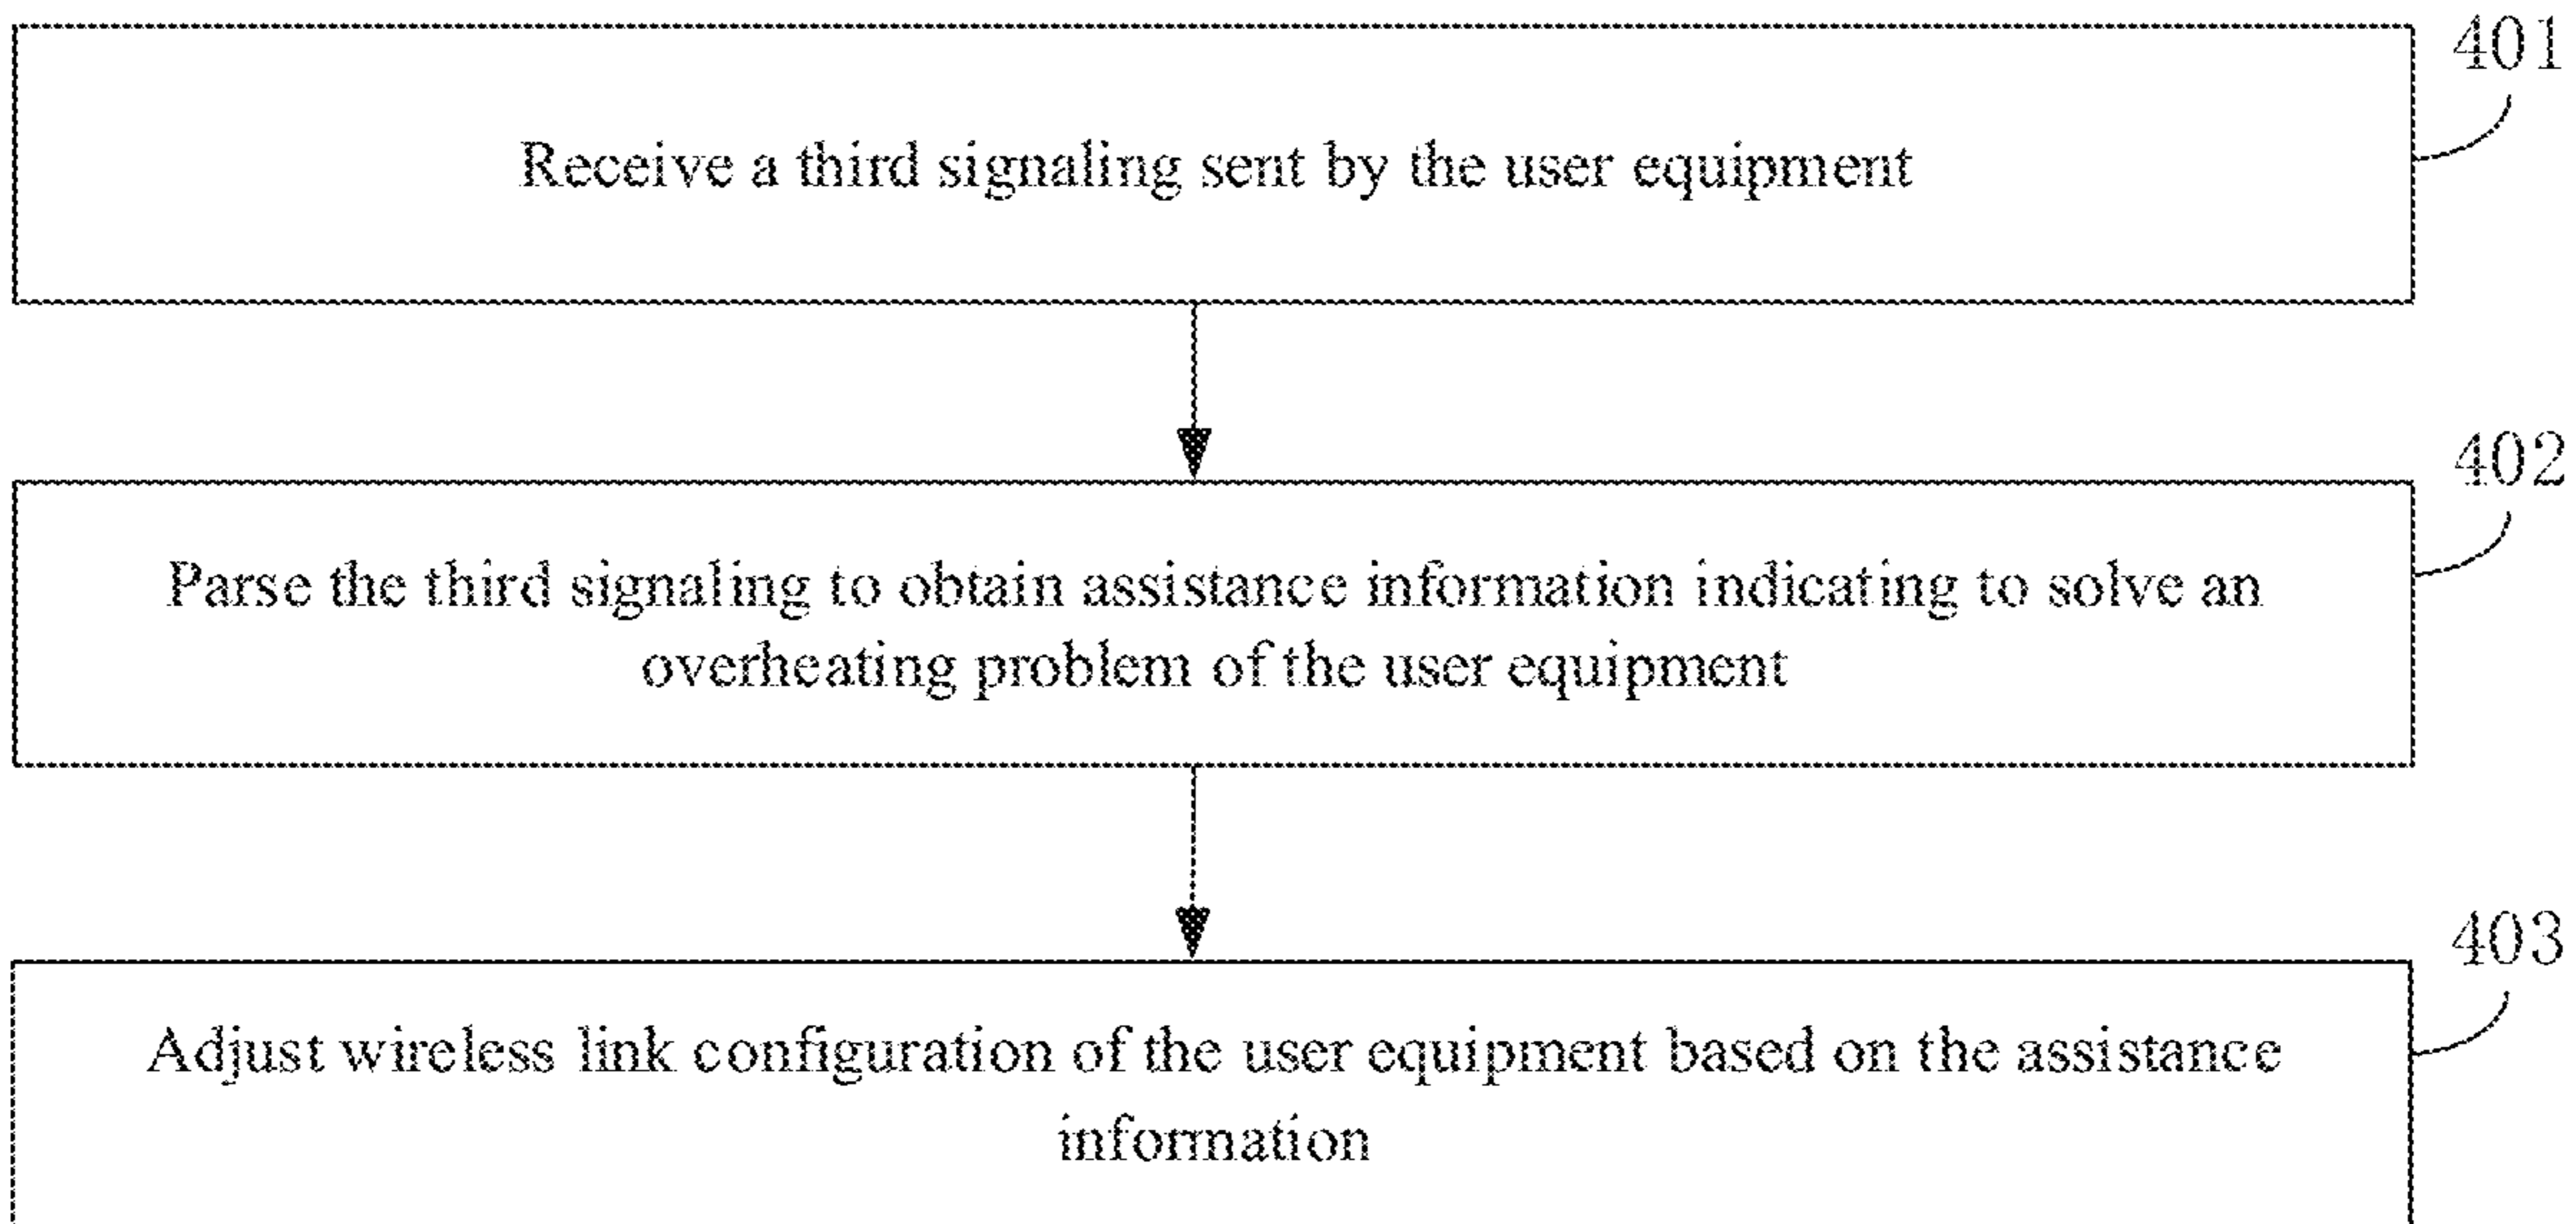 401
Receive a third signaling sent by the user equipment
402
Parse the third signaling to obtain assistance information indicating to solve an
overheating problem of the user equipment
403
Adjust wireless link configuration of the user equipment based on the assistance
information